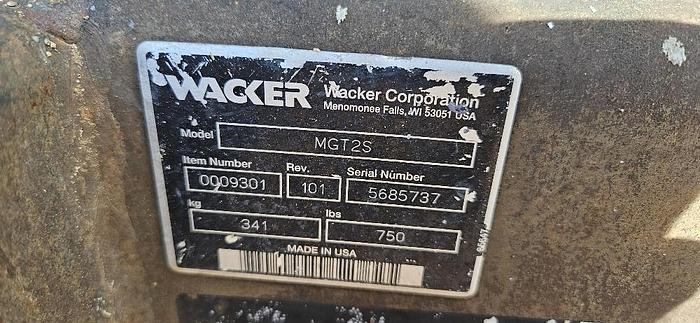 WACKER Wacker Corporation
Menomonee Falls, WI 53051 USA
Model MGT2S
Item Number Rev. Serial Number
0009301 101 5685737
kg lbs
341 750
MADE IN USA